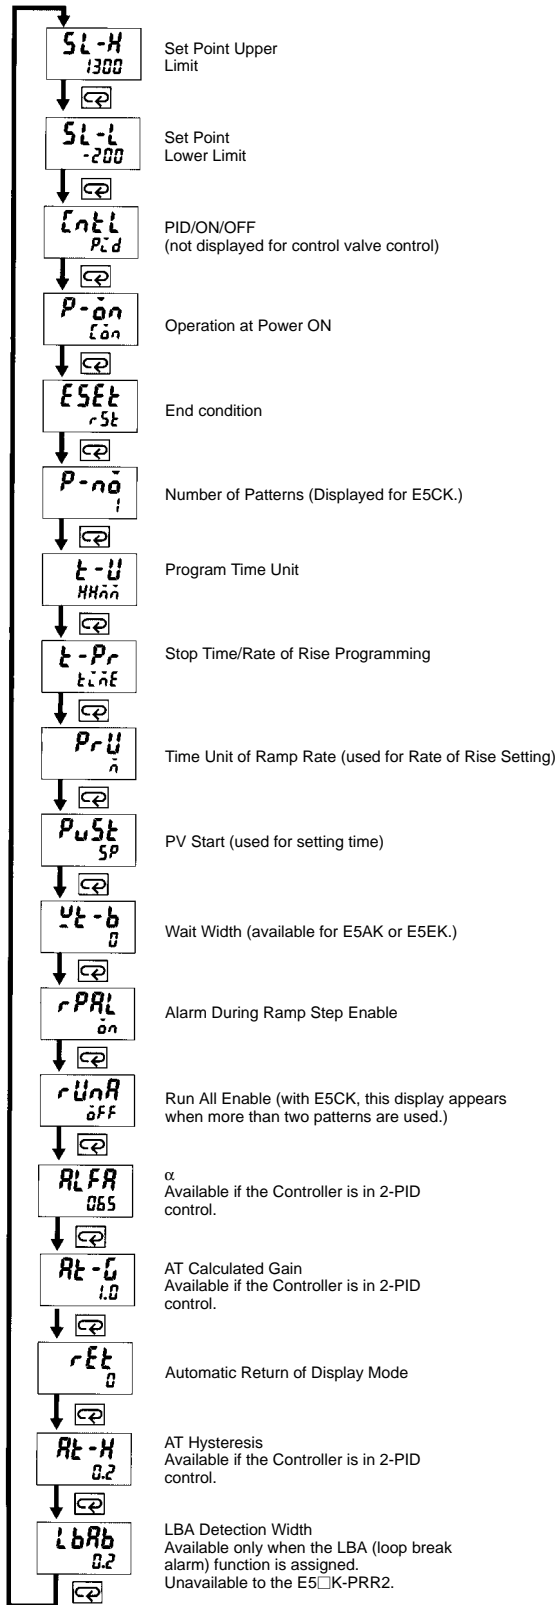 SL-H
1300
Set Point Upper
Limit
SL-L
-200
Set Point
Lower Limit
CntL
Pid
PID/ON/OFF
(not displayed for control valve control)
P-on
Con
Operation at Power ON
ESEt
rSt
End condition
P-no
1
Number of Patterns (Displayed for E5CK.)
t-U
HHmm
Program Time Unit
t-Pr
timE
Stop Time/Rate of Rise Programming
PrU
m
Time Unit of Ramp Rate (used for Rate of Rise Setting)
PvSt
SP
PV Start (used for setting time)
wt-b
0
Wait Width (available for E5AK or E5EK.)
rPAL
on
Alarm During Ramp Step Enable
rUnA
oFF
Run All Enable (with E5CK, this display appears
when more than two patterns are used.)
ALFA
065
α
Available if the Controller is in 2-PID
control.
At-G
1.0
AT Calculated Gain
Available if the Controller is in 2-PID
control.
rEt
0
Automatic Return of Display Mode
At-H
0.2
AT Hysteresis
Available if the Controller is in 2-PID
control.
LbAb
0.2
LBA Detection Width
Available only when the LBA (loop break
alarm) function is assigned.
Unavailable to the E5□K-PRR2.